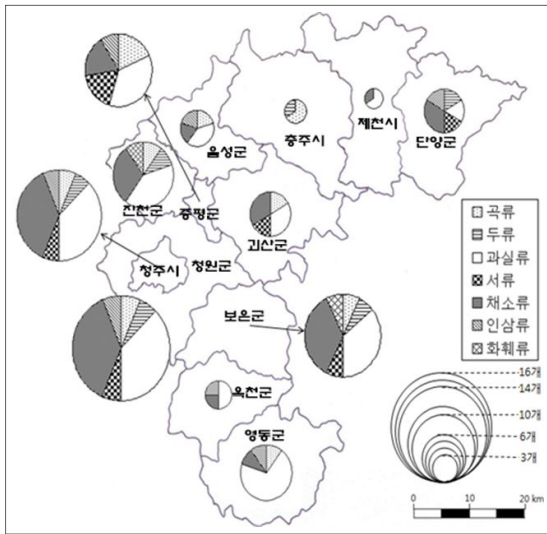 음성군
충주시
제천시
단양군
진천군
증평군
괴산군
청주시
청원군
보은군
옥천군
영동군
곡류
두류
과실류
서류
채소류
인삼류
화훼류
16개
14개
10개
6개
3개
0 10 20 km